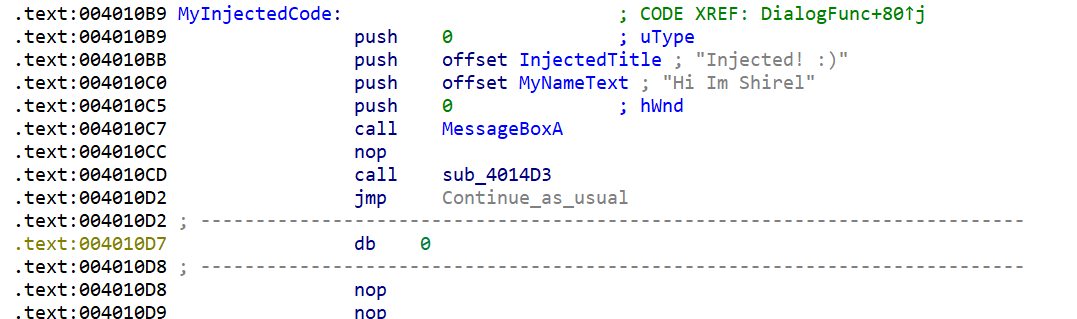 .text:004010B9 MyInjectedCode: ; CODE XREF: DialogFunc+80↑j
.text:004010B9 push 0 ; uType
.text:004010BB push offset InjectedTitle ; "Injected! :)"
.text:004010C0 push offset MyNameText ; "Hi Im Shirel"
.text:004010C5 push 0 ; hWnd
.text:004010C7 call MessageBoxA
.text:004010CC nop
.text:004010CD call sub_4014D3
.text:004010D2 jmp Continue_as_usual
.text:004010D2 ; ---------------------------------------------------------------------------
.text:004010D7 db 0
.text:004010D8 ; ---------------------------------------------------------------------------
.text:004010D8 nop
.text:004010D9 nop